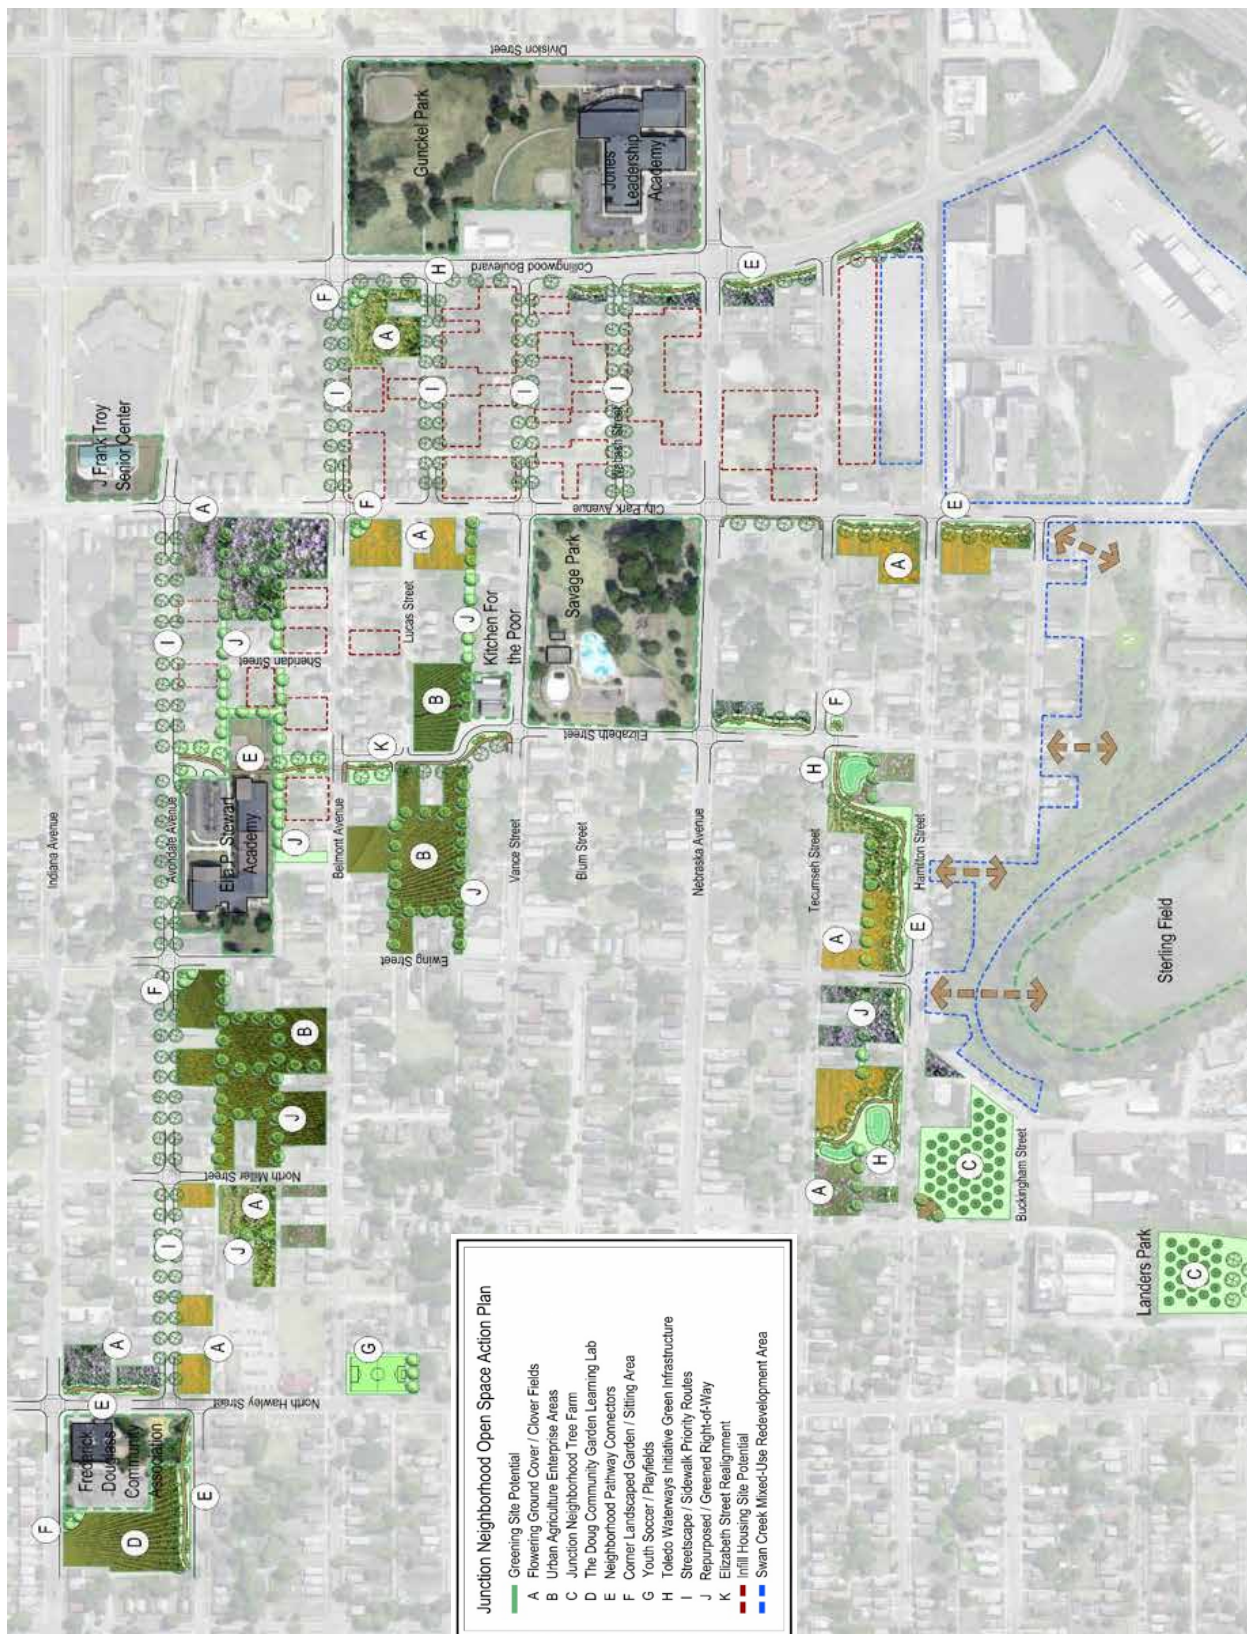 Division Street
Gunckel Park
Jones
Leadership
Academy
Collingwood Boulevard
F
H
E
A
I
I
I
I
J Frank Troy
Senior Center
Wabash Street
City Park Avenue
A
F
A
E
A
I
J
Sheridan Street
Lucas Street
J
Kitchen For
the Poor
Savage Park
B
Elizabeth Street
F
K
E
H
Indiana Avenue
Avondale Avenue
Ella P. Stewart
Academy
J
Belmont Avenue
B
Vance Street
Blum Street
Nebraska Avenue
Tecumseh Street
Hamilton Street
J
Ewing Street
A
E
Sterling Field
F
B
J
J
North Miller Street
A
H
C
Buckingham Street
A
J
I
Landers Park
C
A
A
G
North Hawley Street
E
Frederick
Douglass
Community
Association
F
D
E
Junction Neighborhood Open Space Action Plan
Greening Site Potential
A Flowering Ground Cover / Clover Fields
B Urban Agriculture Enterprise Areas
C Junction Neighborhood Tree Farm
D The Doug Community Garden Learning Lab
E Neighborhood Pathway Connectors
F Corner Landscaped Garden / Sitting Area
G Youth Soccer / Playfields
H Toledo Waterways Initiative Green Infrastructure
I Streetscape / Sidewalk Priority Routes
J Repurposed / Greened Right-of-Way
K Elizabeth Street Realignment
Infill Housing Site Potential
Swan Creek Mixed-Use Redevelopment Area